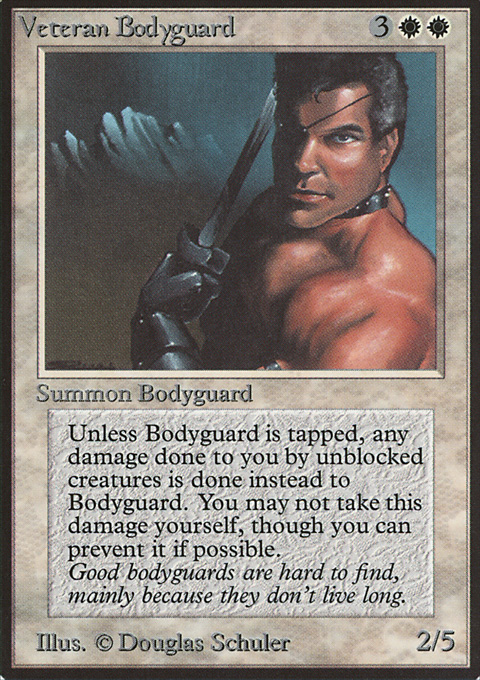 Veteran Bodyguard 3
Summon Bodyguard
Unless Bodyguard is tapped, any
damage done to you by unblocked
creatures is done instead to
Bodyguard. You may not take this
damage yourself, though you can
prevent it if possible.
Good bodyguards are hard to find,
mainly because they don't live long.
Illus. © Douglas Schuler 2/5